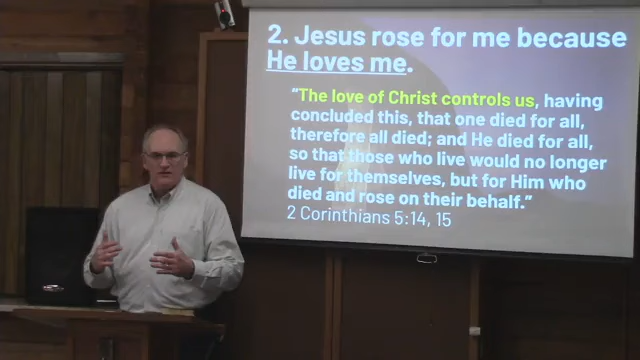 2. Jesus rose for me because
He loves me.
"The love of Christ controls us, having
concluded this, that one died for all,
therefore all died; and He died for all,
so that those who live would no longer
live for themselves, but for Him who
died and rose on their behalf."
2 Corinthians 5:14, 15